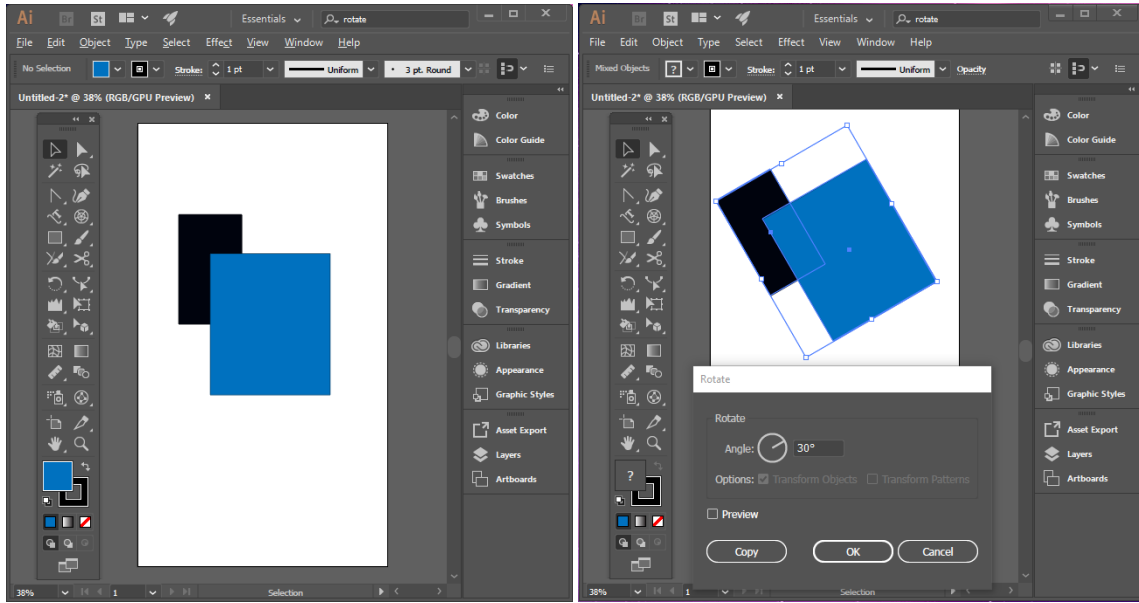 Ai Br St Essentials rotate
File Edit Object Type Select Effect View Window Help
No Selection Stroke: 1 pt Uniform 3 pt. Round
Untitled-2* @ 38% (RGB/GPU Preview) ×
Color
Color Guide
Swatches
Brushes
Symbols
Stroke
Gradient
Transparency
Libraries
Appearance
Graphic Styles
Asset Export
Layers
Artboards
38% 1 Selection
Ai Br St Essentials rotate
File Edit Object Type Select Effect View Window Help
Mixed Objects ? Stroke: 1 pt Uniform Opacity
Untitled-2* @ 38% (RGB/GPU Preview) ×
Color
Color Guide
Swatches
Brushes
Symbols
Stroke
Gradient
Transparency
Libraries
Appearance
Graphic Styles
Asset Export
Layers
Artboards
?
Rotate
Rotate
Angle: 30°
Options: Transform Objects Transform Patterns
Preview
Copy OK Cancel
38% 1 Selection